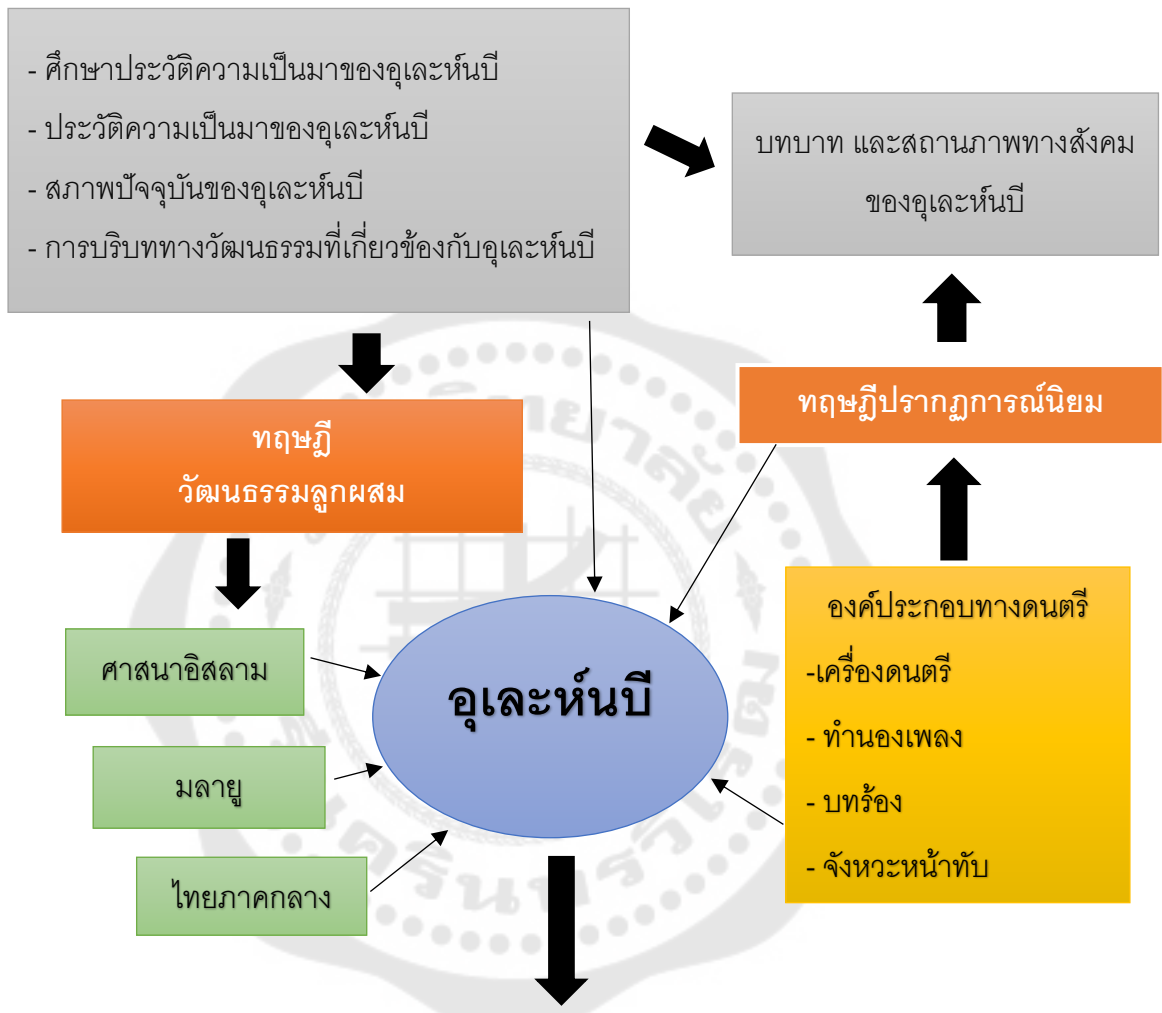 - ศึกษาประวัติความเป็นมาของอุเละห์นบี
- ประวัติความเป็นมาของอุเละห์นบี
- สภาพปัจจุบันของอุเละห์นบี
- การบริบททางวัฒนธรรมที่เกี่ยวข้องกับอุเละห์นบี
บทบาท และสถานภาพทางสังคม
ของอุเละห์นบี
ทฤษฎี
วัฒนธรรมลูกผสม
ทฤษฎีปรากฏการณ์นิยม
ศาสนาอิสลาม
มลายู
ไทยภาคกลาง
อุเละห์นบี
องค์ประกอบทางดนตรี
-เครื่องดนตรี
- ทำนองเพลง
- บทร้อง
- จังหวะหน้าทับ